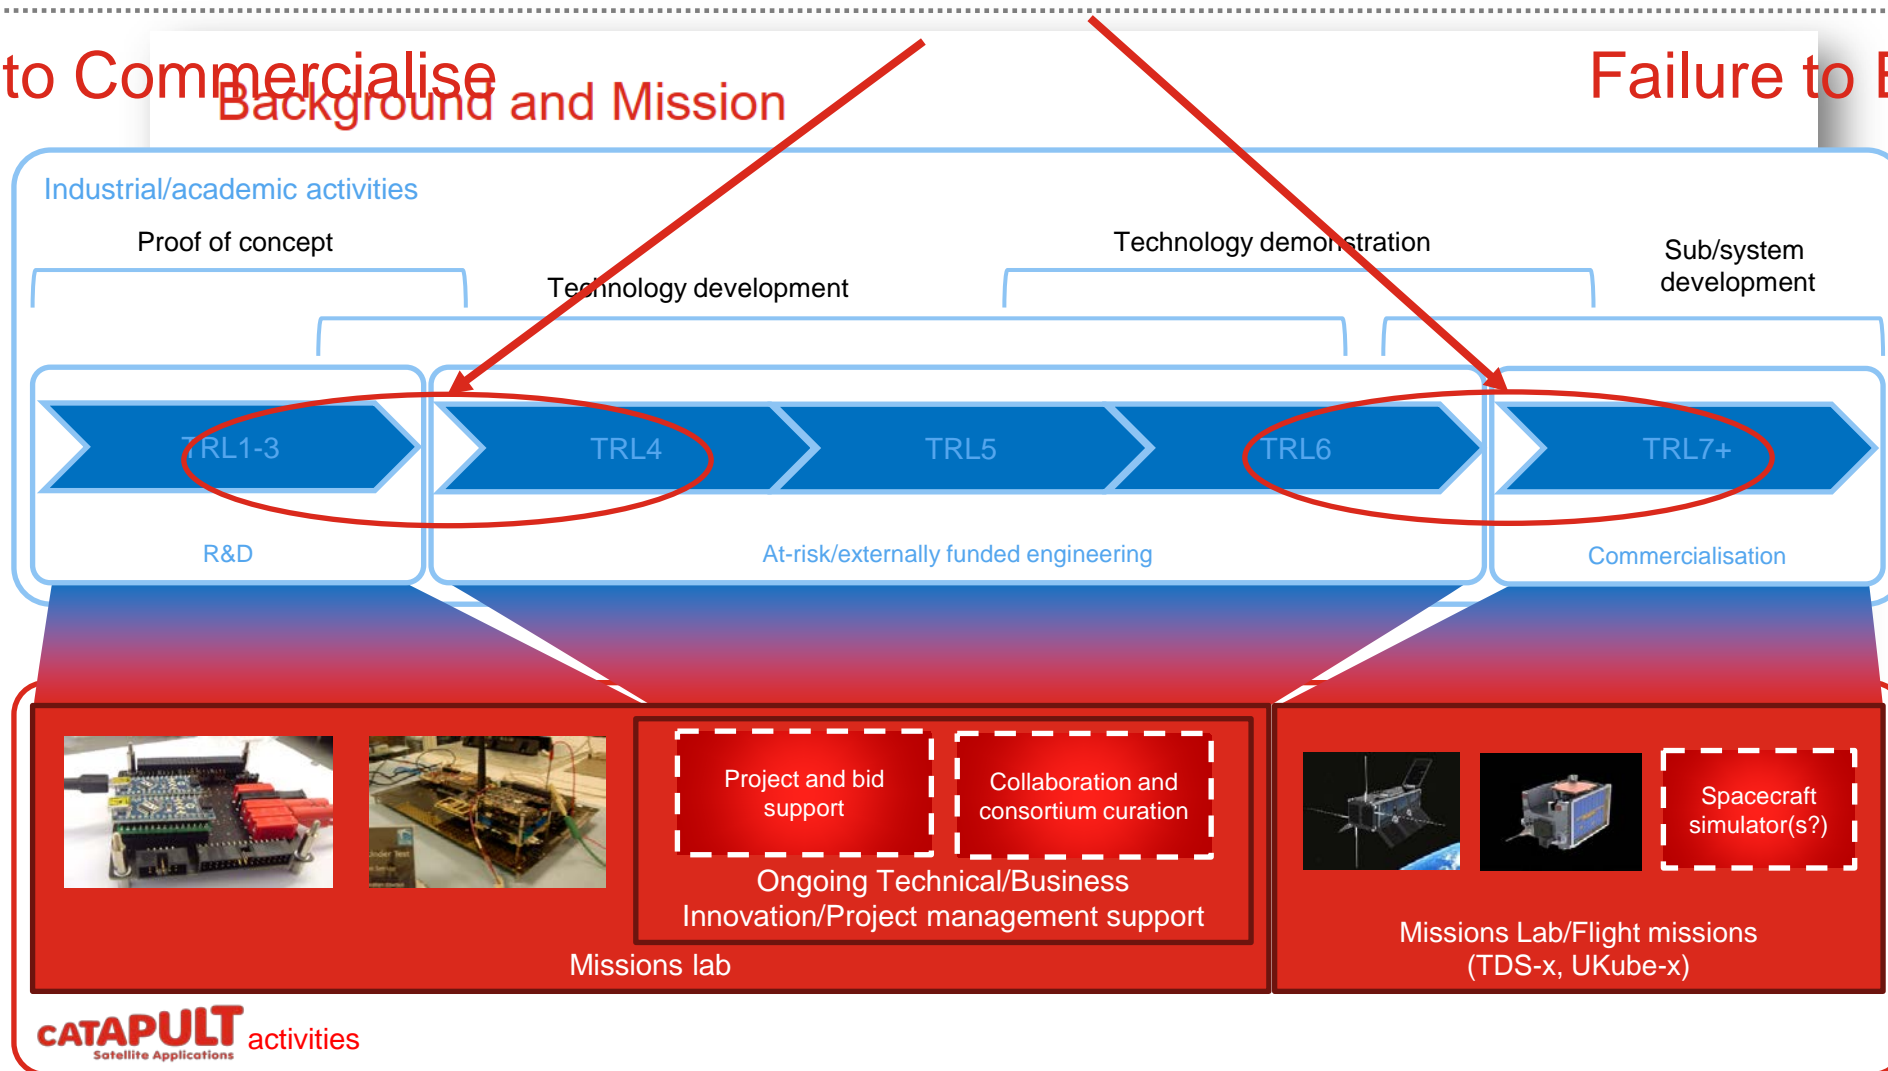 to Commercialise
Failure to E
Background and Mission
Industrial/academic activities
Proof of concept
Technology demonstration
Sub/system
development
Technology development
TRL1-3
TRL4
TRL5
TRL6
TRL7+
R&D
At-risk/externally funded engineering
Commercialisation
Under Test
Project and bid
support
Collaboration and
consortium curation
Spacecraft
simulator(s?)
Ongoing Technical/Business
Innovation/Project management support
Missions Lab/Flight missions
(TDS-x, UKube-x)
Missions lab
CATAPULT
Satellite Applications
activities